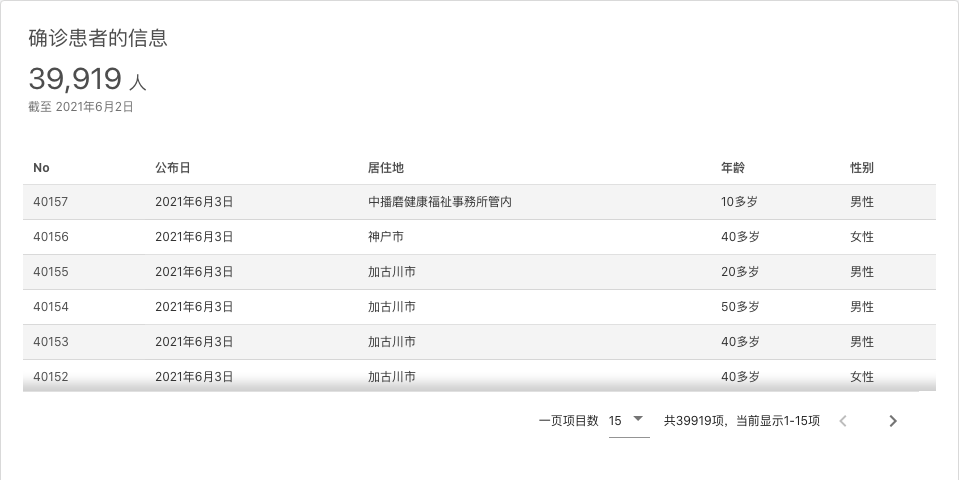 确诊患者的信息
39,919 人
截至 2021年6月2日
No 公布日 居住地 年龄 性别
40157 2021年6月3日 中播磨健康福祉事務所管内 10多岁 男性
40156 2021年6月3日 神户市 40多岁 女性
40155 2021年6月3日 加古川市 20多岁 男性
40154 2021年6月3日 加古川市 50多岁 男性
40153 2021年6月3日 加古川市 40多岁 男性
40152 2021年6月3日 加古川市 40多岁 女性
一页项目数 15 共39919项，当前显示1-15项